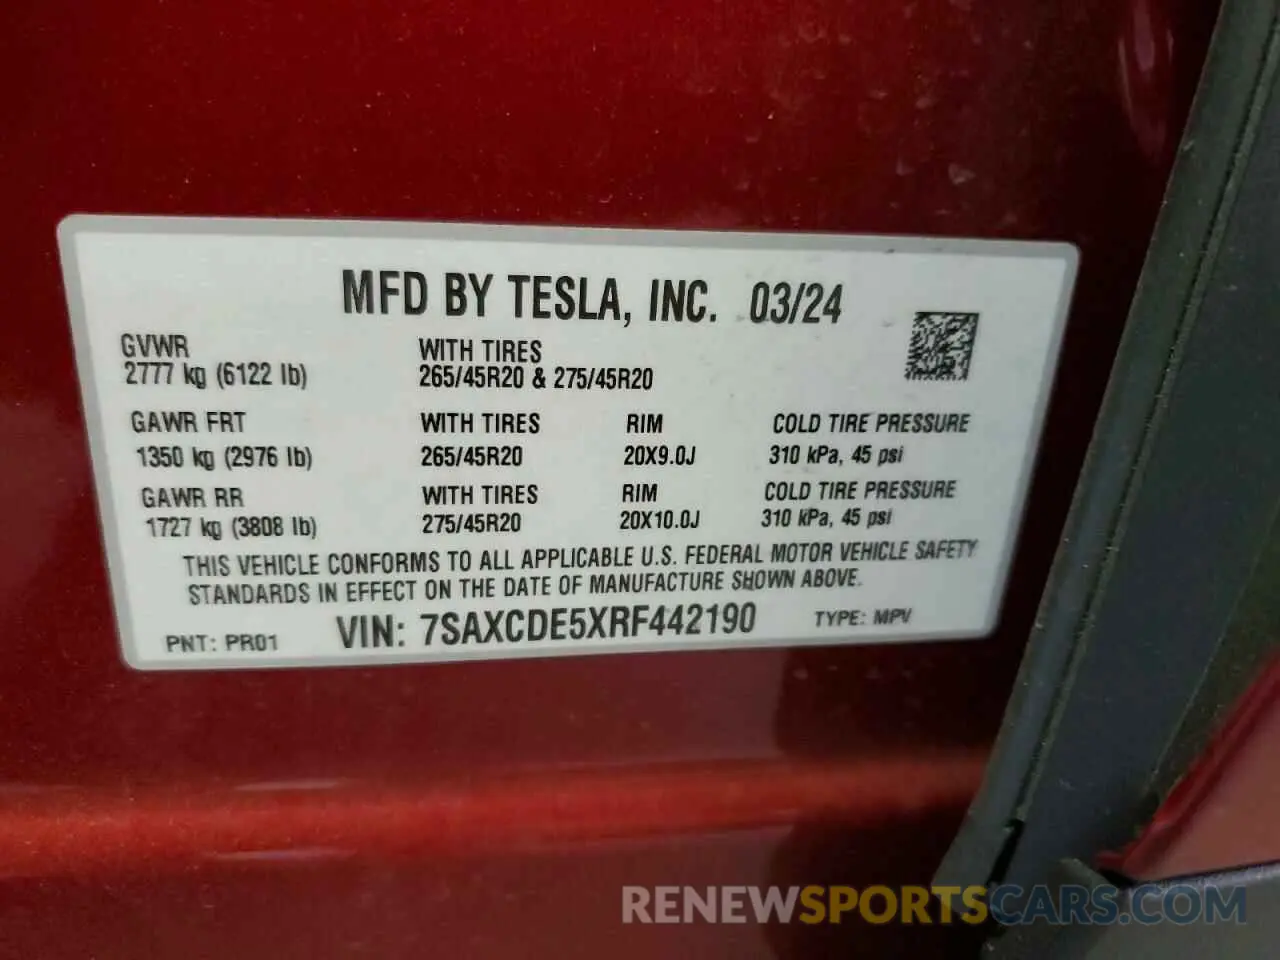 MFD BY TESLA, INC. 03/24
GVWR WITH TIRES
2777 kg (6122 lb) 265/45R20 & 275/45R20
GAWR FRT WITH TIRES RIM COLD TIRE PRESSURE
1350 kg (2976 lb) 265/45R20 20X9.0J 310 kPa, 45 psi
GAWR RR WITH TIRES RIM COLD TIRE PRESSURE
1727 kg (3808 lb) 275/45R20 20X10.0J 310 kPa, 45 psi
THIS VEHICLE CONFORMS TO ALL APPLICABLE U.S. FEDERAL MOTOR VEHICLE SAFETY
STANDARDS IN EFFECT ON THE DATE OF MANUFACTURE SHOWN ABOVE.
PNT: PR01 VIN: 7SAXCDE5XRF442190 TYPE: MPV
RENEWSPORTSCARS.COM